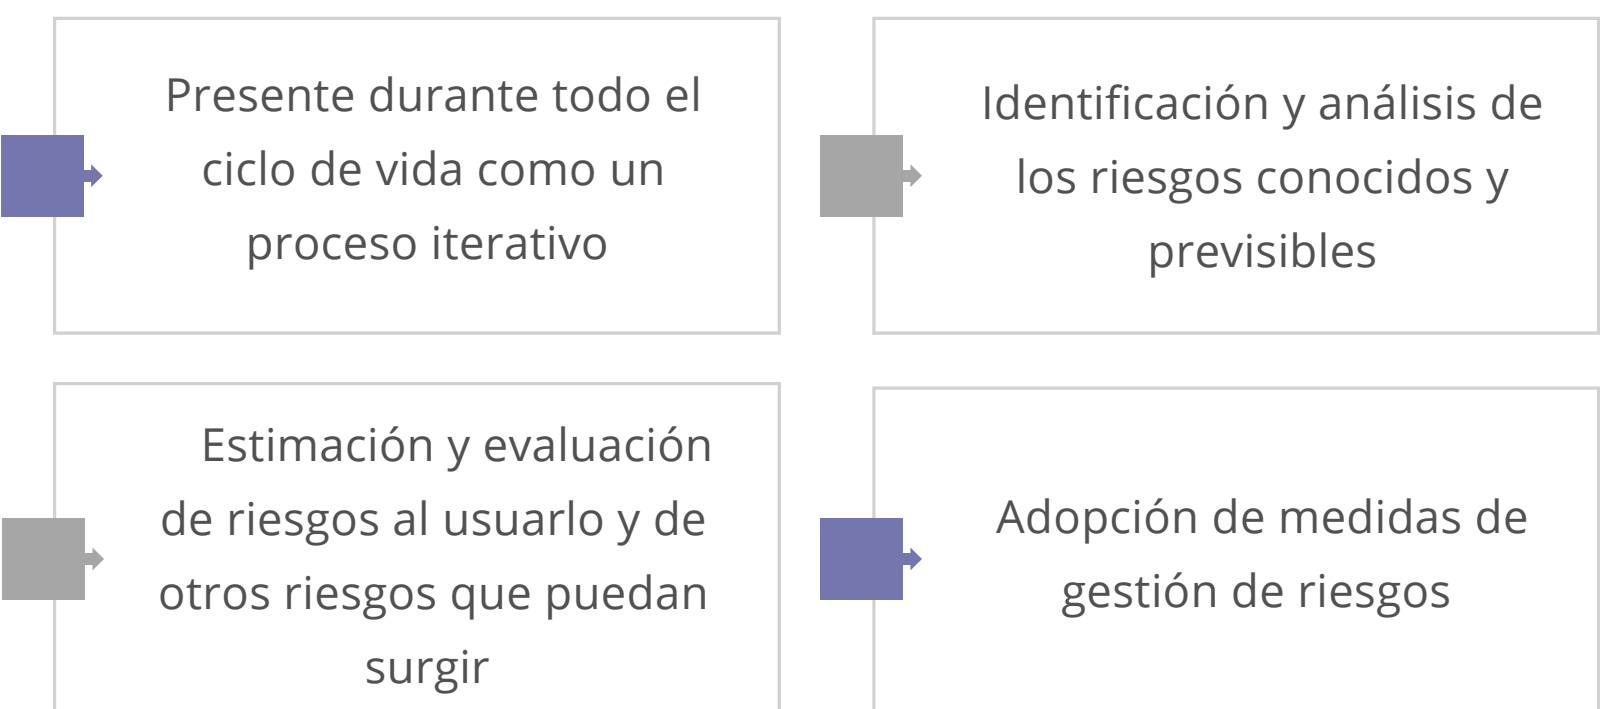 Presente durante todo el
ciclo de vida como un
proceso iterativo
Identificación y análisis de
los riesgos conocidos y
previsibles
Estimación y evaluación
de riesgos al usuarlo y de
otros riesgos que puedan
surgir
Adopción de medidas de
gestión de riesgos